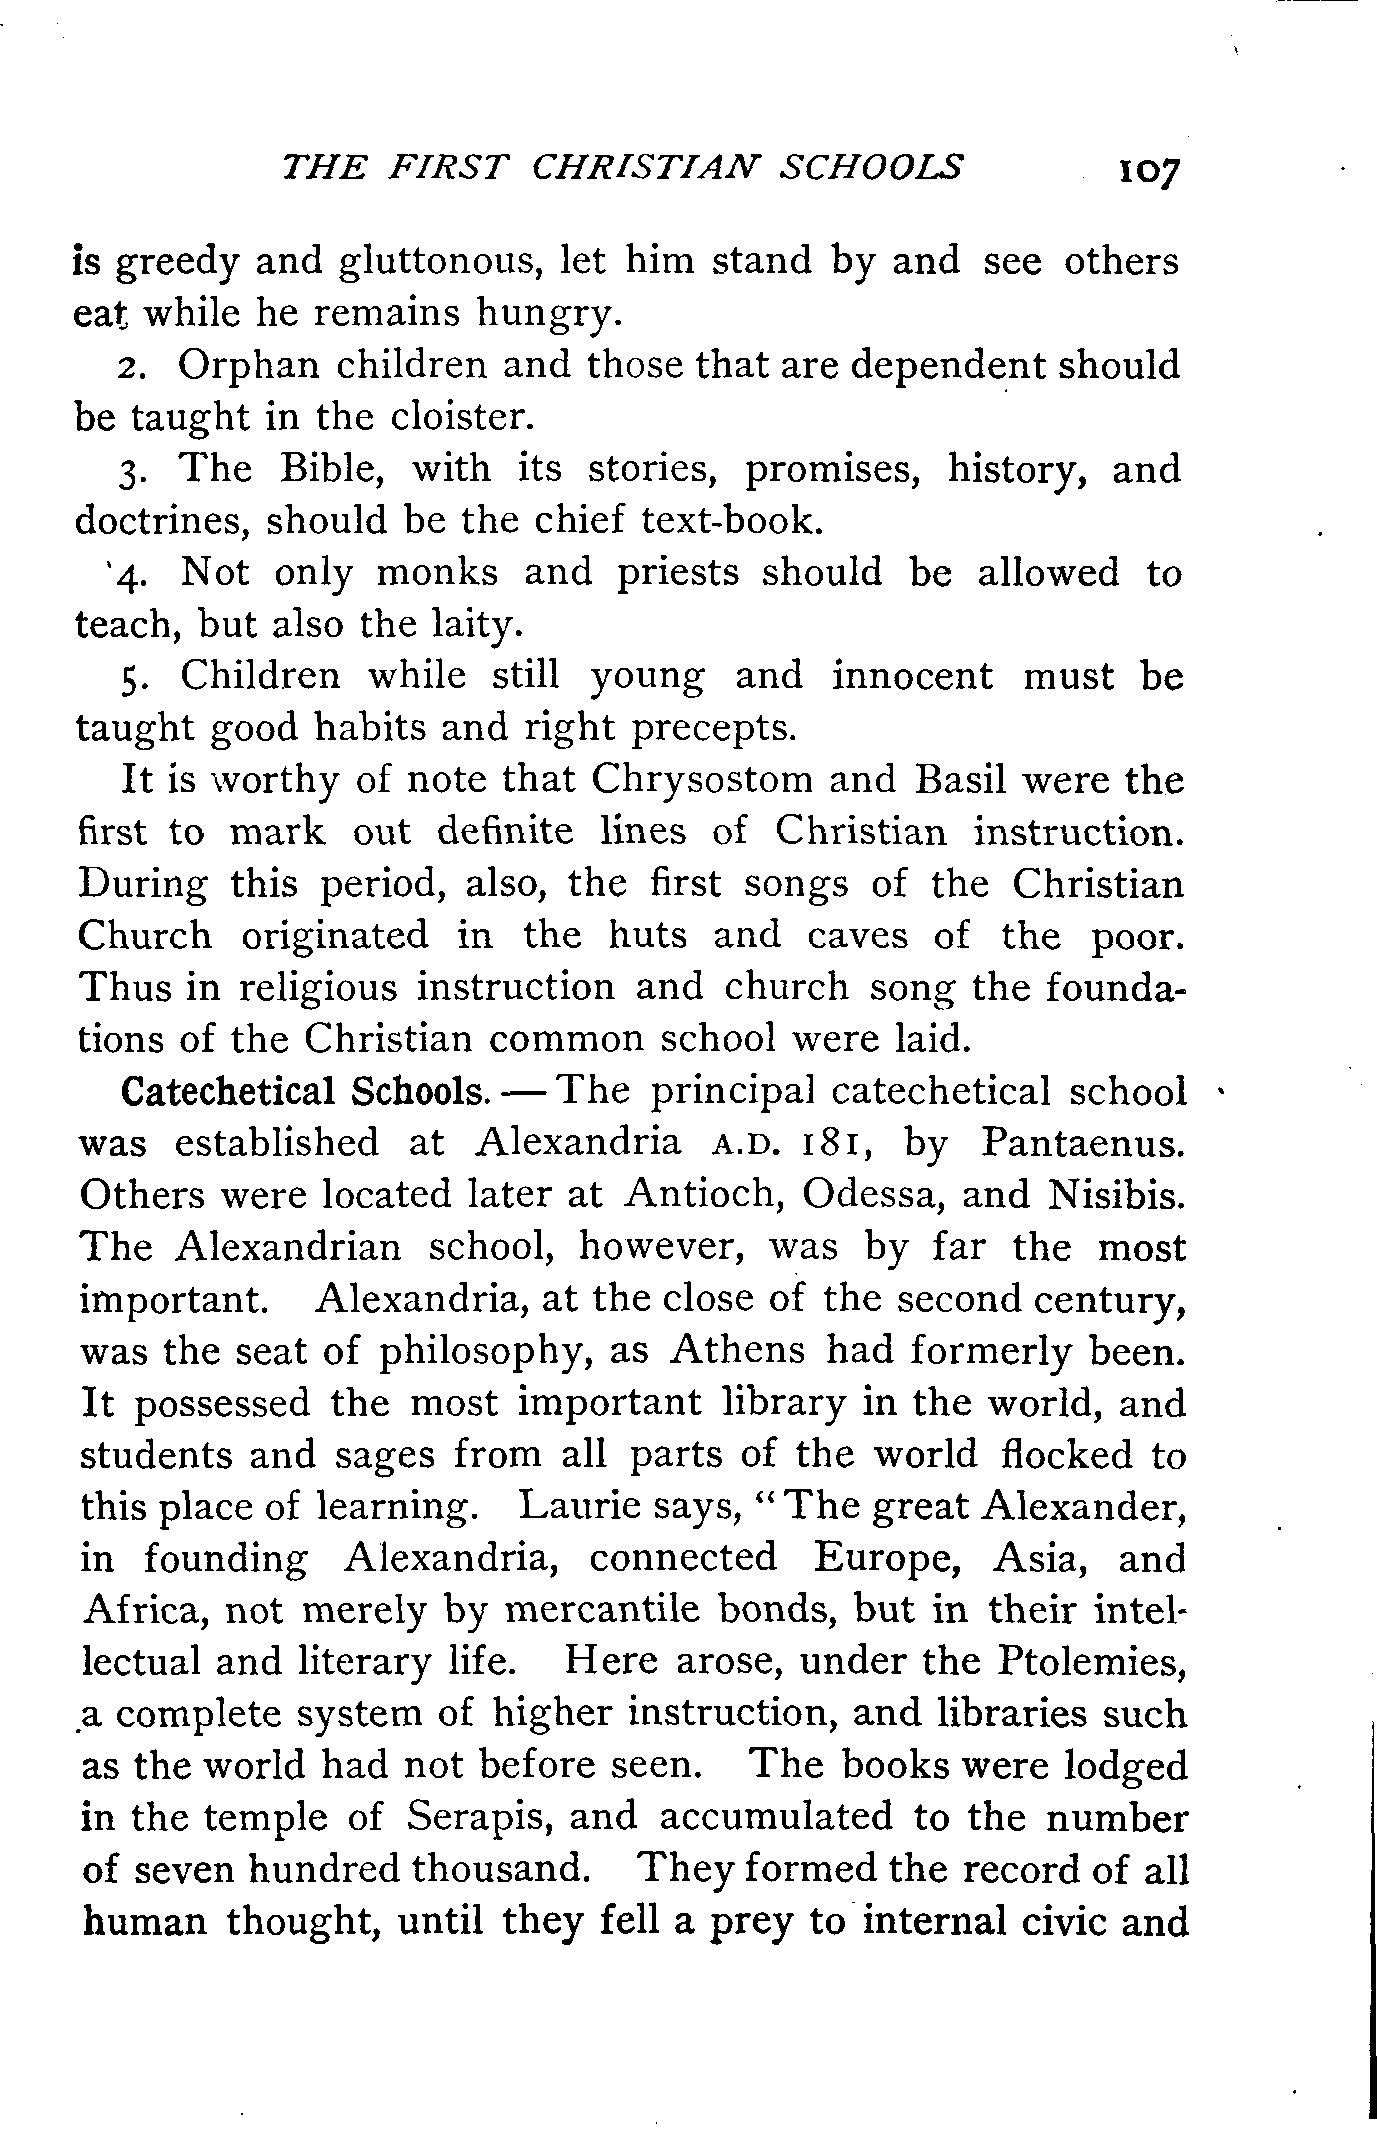 THE FIRST CHRISTIAN SCHOOLS 107
is greedy and gluttonous, let him stand by and see others
eat while he remains hungry.
2. Orphan children and those that are dependent should
be taught in the cloister.
3. The Bible, with its stories, promises, history, and
doctrines, should be the chief text-book.
4. Not only monks and priests should be allowed to
teach, but also the laity.
5. Children while still young and innocent must be
taught good habits and right precepts.
It is worthy of note that Chrysostom and Basil were the
first to mark out definite lines of Christian instruction.
During this period, also, the first songs of the Christian
Church originated in the huts and caves of the poor.
Thus in religious instruction and church song the founda-
tions of the Christian common school were laid.
Catechetical Schools. — The principal catechetical school
was established at Alexandria A.D. 181, by Pantaenus.
Others were located later at Antioch, Odessa, and Nisibis.
The Alexandrian school, however, was by far the most
important. Alexandria, at the close of the second century,
was the seat of philosophy, as Athens had formerly been.
It possessed the most important library in the world, and
students and sages from all parts of the world flocked to
this place of learning. Laurie says, "The great Alexander,
in founding Alexandria, connected Europe, Asia, and
Africa, not merely by mercantile bonds, but in their intel-
lectual and literary life. Here arose, under the Ptolemies,
a complete system of higher instruction, and libraries such
as the world had not before seen. The books were lodged
in the temple of Serapis, and accumulated to the number
of seven hundred thousand. They formed the record of all
human thought, until they fell a prey to internal civic and